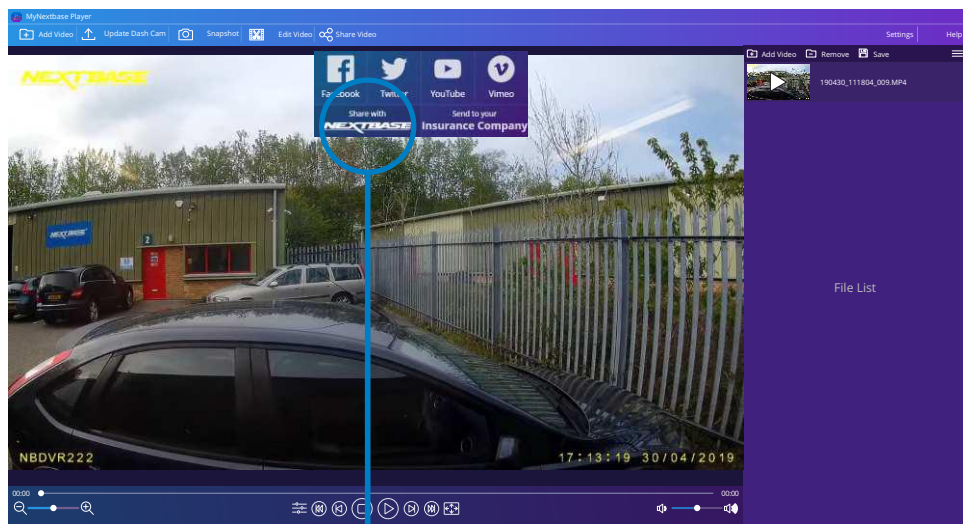 MyNextbase Player
Add Video Update Dash Cam Snapshot Edit Video Share Video Settings Help
Add Video Remove Save
NEXTBASE
Facebook Twitter YouTube Vimeo
Share with
NEXTBASE
Send to your
Insurance Company
190430_111804_009.MP4
NEXTBASE
2
File List
NBDVR222
17:13:19 30/04/2019
00:00 00:00